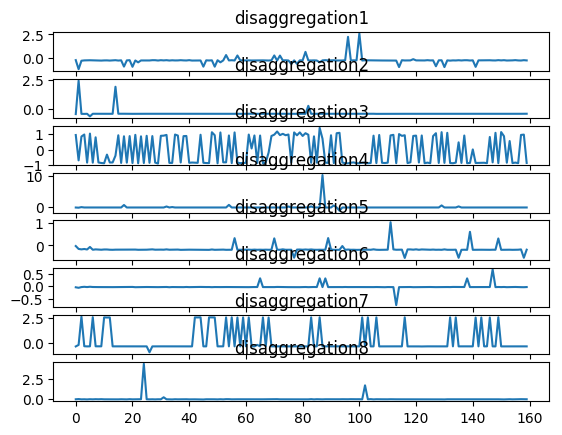 disaggregation1
2.5
0.0
disaggregation2
2.5
0.0
disaggregation3
1
0
−1
disaggregation4
10
0
disaggregation5
1
0
disaggregation6
0.5
0.0
−0.5
disaggregation7
2.5
0.0
disaggregation8
2.5
0.0
0 20 40 60 80 100 120 140 160